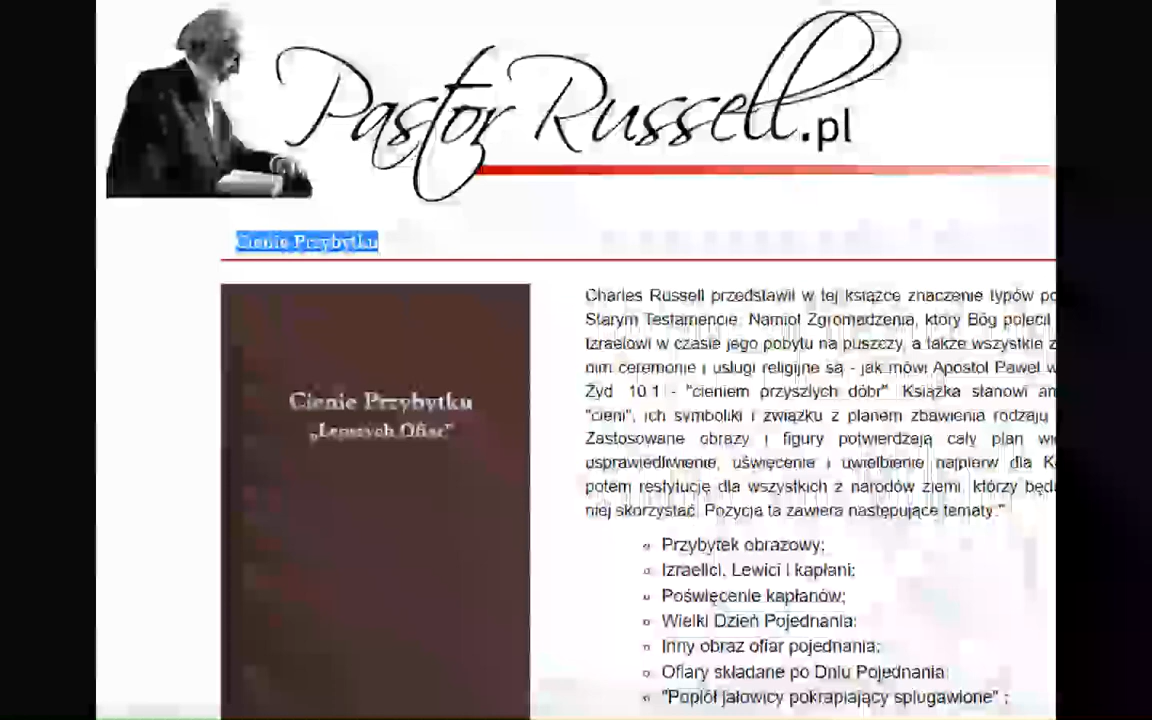 Pastor Russell.pl
Cienie Przybytku
Cienie Przybytku
„Lepszych Ofiar”
Charles Russell przedstawił w tej książce znaczenie typów
Starym Testamencie. Namiot Zgromadzenia, który Bóg polecił
Izraelowi w czasie jego pobytu na puszczy, a także wszystkie
nim ceremonie i usługi religijne są - jak mówi Apostoł Paweł w
Żyd. 10:1 - "cieniem przyszłych dóbr". Książka stanowi
"cieni", ich symboliki i związku z planem zbawienia rodzaju
Zastosowane obrazy i figury potwierdzają cały plan
usprawiedliwienie, uświęcenie i uwielbienie najpierw dla
potem restytucję dla wszystkich z narodów ziemi, którzy
niej skorzystać. Pozycja ta zawiera następujące tematy:"
Przybytek obrazowy;
Izraelici, Lewici i kapłani;
Poświęcenie kapłanów;
Wielki Dzień Pojednania;
Inny obraz ofiar pojednania;
Ofiary składane po Dniu Pojednania;
"Popiół jałowicy pokrapiający splugawione" ;